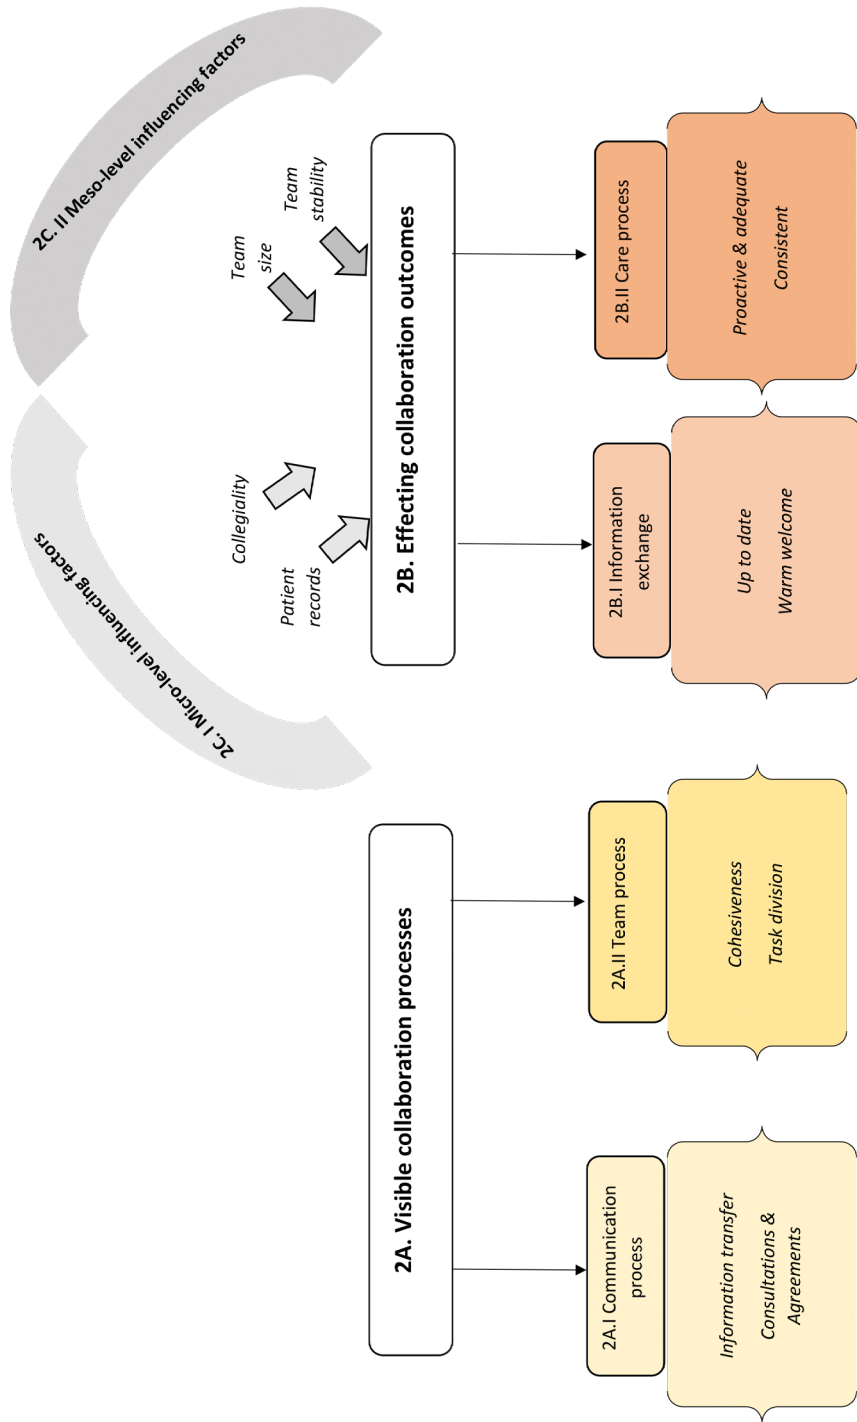 2C. I Micro-level influencing factors
2C. II Meso-level influencing factors
Collegiality
Patient
records
Team
size
Team
stability
2A. Visible collaboration processes
2B. Effecting collaboration outcomes
2A.I Communication
process
2A.II Team process
2B.I Information
exchange
2B.II Care process
Information transfer
Consultations &
Agreements
Cohesiveness
Task division
Up to date
Warm welcome
Proactive & adequate
Consistent